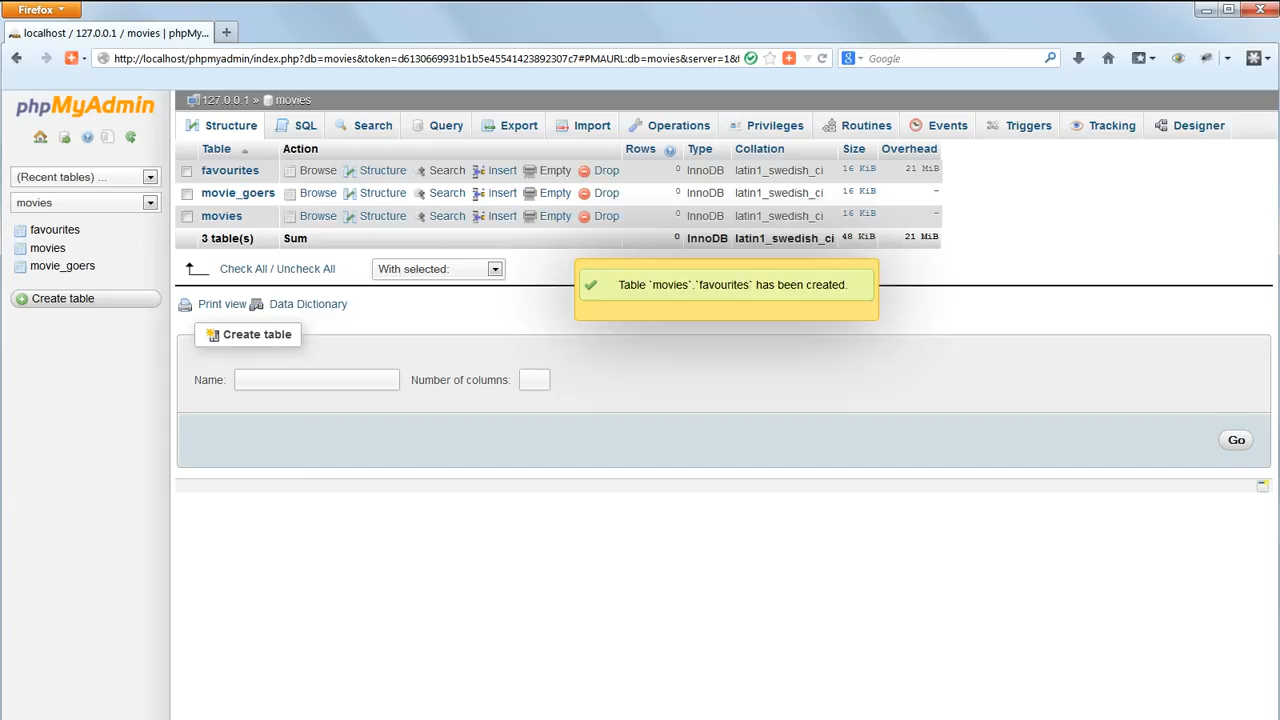 Firefox
localhost / 127.0.0.1 / movies | phpMy...
http://localhost/phpmyadmin/index.php?db=movies&token=d6130669931b1b5e45541423892307c7#PMAURL:db=movies&server=1&t
Google
phpMyAdmin
127.0.0.1 » movies
Structure SQL Search Query Export Import Operations Privileges Routines Events Triggers Tracking Designer
(Recent tables) ...
movies
favourites
movies
movie_goers
Create table
Table Action Rows Type Collation Size Overhead
favourites Browse Structure Search Insert Empty Drop 0 InnoDB latin1_swedish_ci 16 KiB 21 MiB
movie_goers Browse Structure Search Insert Empty Drop 0 InnoDB latin1_swedish_ci 16 KiB -
movies Browse Structure Search Insert Empty Drop 0 InnoDB latin1_swedish_ci 16 KiB -
3 table(s) Sum 0 InnoDB latin1_swedish_ci 48 KiB 21 MiB
Check All / Uncheck All With selected:
Table `movies`.`favourites` has been created.
Print view Data Dictionary
Create table
Name: Number of columns:
Go